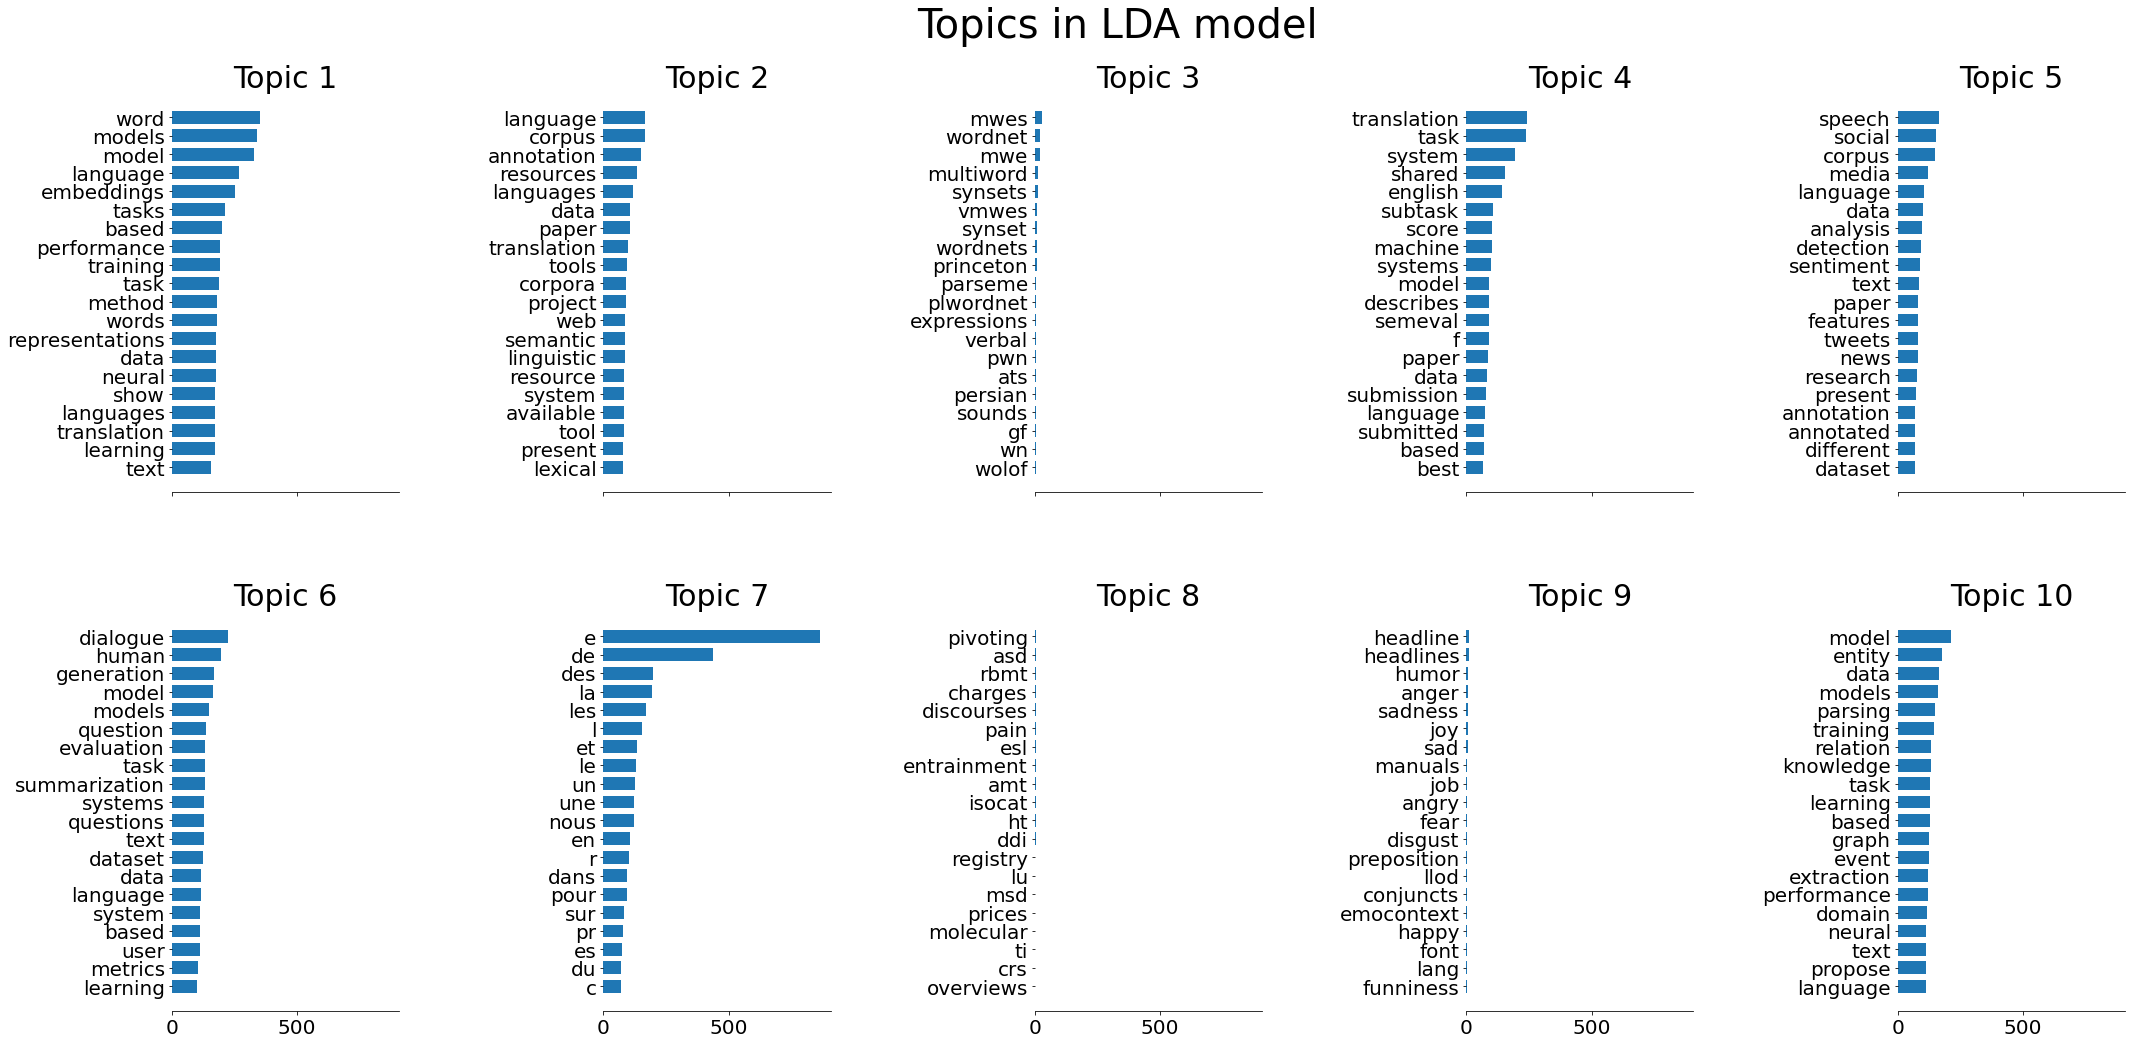 Topics in LDA model
Topic 1
word
models
model
language
embeddings
tasks
based
performance
training
task
method
words
representations
data
neural
show
languages
translation
learning
text
Topic 2
language
corpus
annotation
resources
languages
data
paper
translation
tools
corpora
project
web
semantic
linguistic
resource
system
available
tool
present
lexical
Topic 3
mwes
wordnet
mwe
multiword
synsets
vmwes
synset
wordnets
princeton
parseme
plwordnet
expressions
verbal
pwn
ats
persian
sounds
gf
wn
wolof
Topic 4
translation
task
system
shared
english
subtask
score
machine
systems
model
describes
semeval
f
paper
data
submission
language
submitted
based
best
Topic 5
speech
social
corpus
media
language
data
analysis
detection
sentiment
text
paper
features
tweets
news
research
present
annotation
annotated
different
dataset
Topic 6
dialogue
human
generation
model
models
question
evaluation
task
summarization
systems
questions
text
dataset
data
language
system
based
user
metrics
learning
0 500
Topic 7
e
de
des
la
les
l
et
le
un
une
nous
en
r
dans
pour
sur
pr
es
du
c
0 500
Topic 8
pivoting
asd
rbmt
charges
discourses
pain
esl
entrainment
amt
isocat
ht
ddi
registry
lu
msd
prices
molecular
ti
crs
overviews
0 500
Topic 9
headline
headlines
humor
anger
sadness
joy
sad
manuals
job
angry
fear
disgust
preposition
llod
conjuncts
emocontext
happy
font
lang
funniness
0 500
Topic 10
model
entity
data
models
parsing
training
relation
knowledge
task
learning
based
graph
event
extraction
performance
domain
neural
text
propose
language
0 500